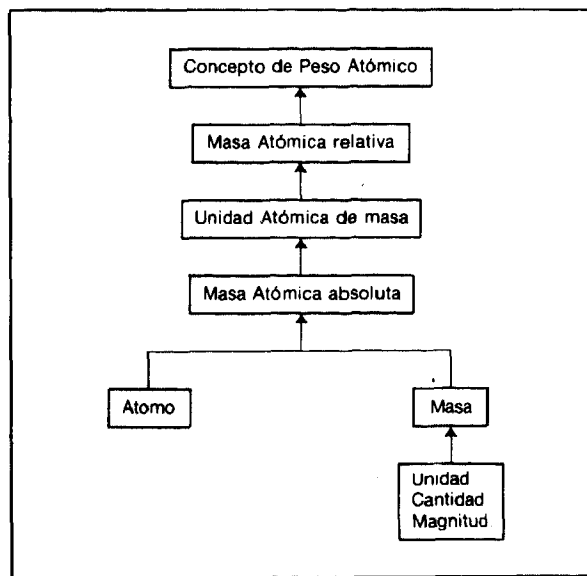 Concepto de Peso Atómico
Masa Atómica relativa
Unidad Atómica de masa
Masa Atómica absoluta
Atomo
Masa
Unidad
Cantidad
Magnitud